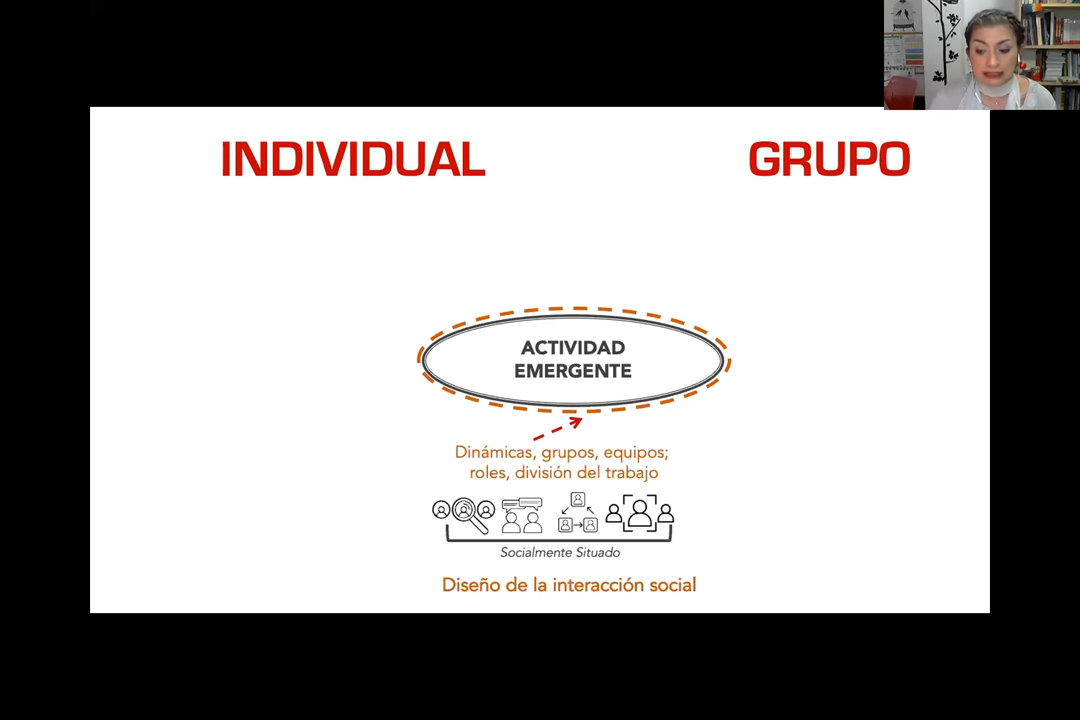 INDIVIDUAL
GRUPO
ACTIVIDAD
EMERGENTE
Dinámicas, grupos, equipos;
roles, división del trabajo
Socialmente Situado
Diseño de la interacción social